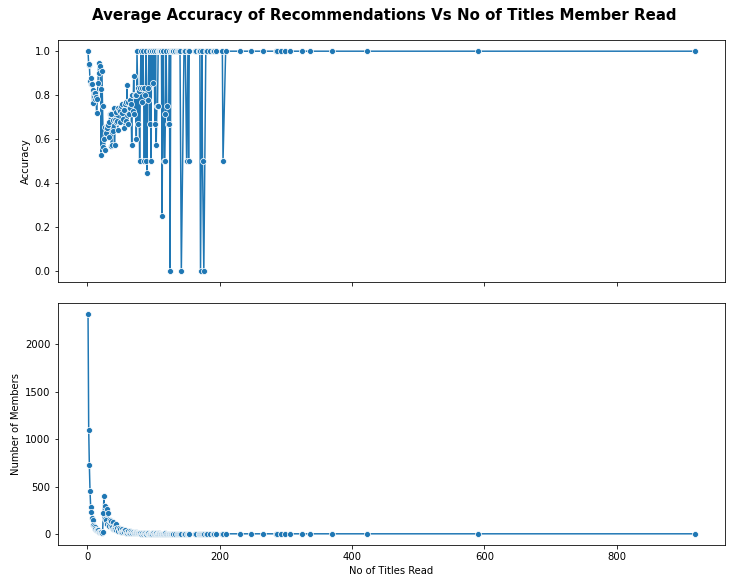 Average Accuracy of Recommendations Vs No of Titles Member Read
1.0
0.8
0.6
0.4
0.2
0.0
Accuracy
2000
1500
1000
500
0
Number of Members
0 200 400 600 800
No of Titles Read